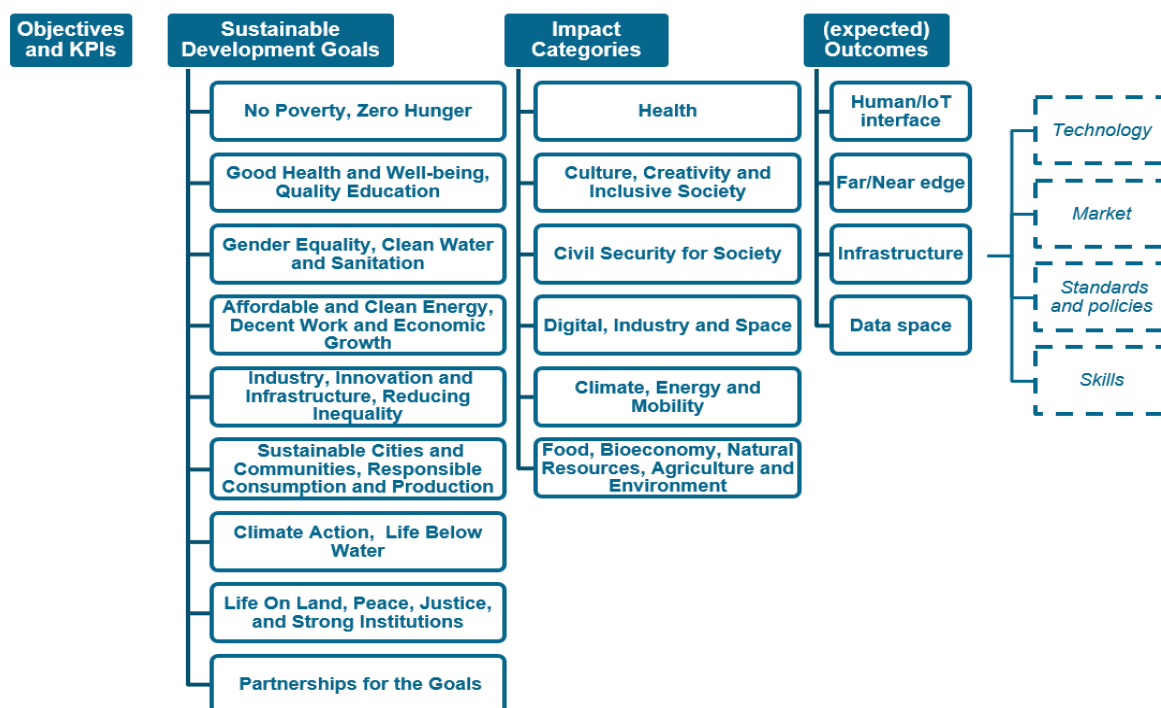 Objectives
and KPIs
Sustainable
Development Goals
No Poverty, Zero Hunger
Good Health and Well-being,
Quality Education
Gender Equality, Clean Water
and Sanitation
Affordable and Clean Energy,
Decent Work and Economic
Growth
Industry, Innovation and
Infrastructure, Reducing
Inequality
Sustainable Cities and
Communities, Responsible
Consumption and Production
Climate Action, Life Below
Water
Life On Land, Peace, Justice,
and Strong Institutions
Partnerships for the Goals
Impact
Categories
Health
Culture, Creativity and
Inclusive Society
Civil Security for Society
Digital, Industry and Space
Climate, Energy and
Mobility
Food, Bioeconomy, Natural
Resources, Agriculture and
Environment
(expected)
Outcomes
Human/IoT
interface
Far/Near edge
Infrastructure
Data space
Technology
Market
Standards
and policies
Skills